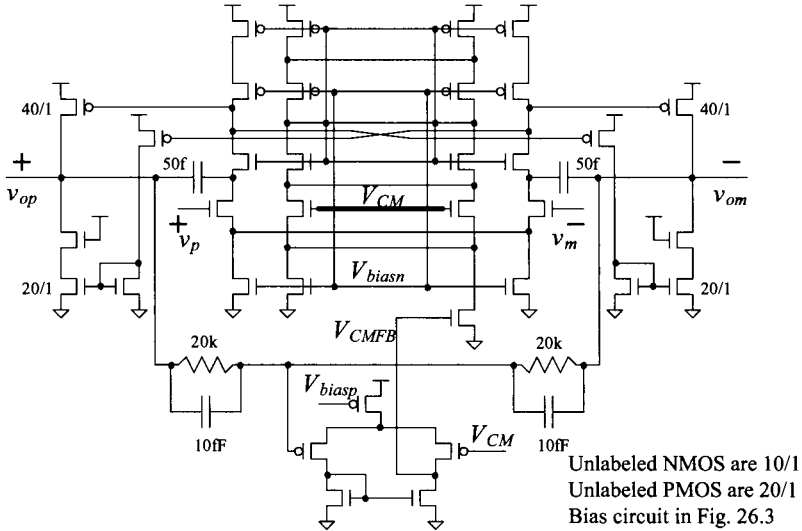 40/1
40/1
50f
50f
+
v_op
−
v_om
V_CM
+
v_p
−
v_m
20/1
20/1
V_biasn
V_CMFB
20k
20k
V_biasp
10fF
10fF
V_CM
Unlabeled NMOS are 10/1
Unlabeled PMOS are 20/1
Bias circuit in Fig. 26.3